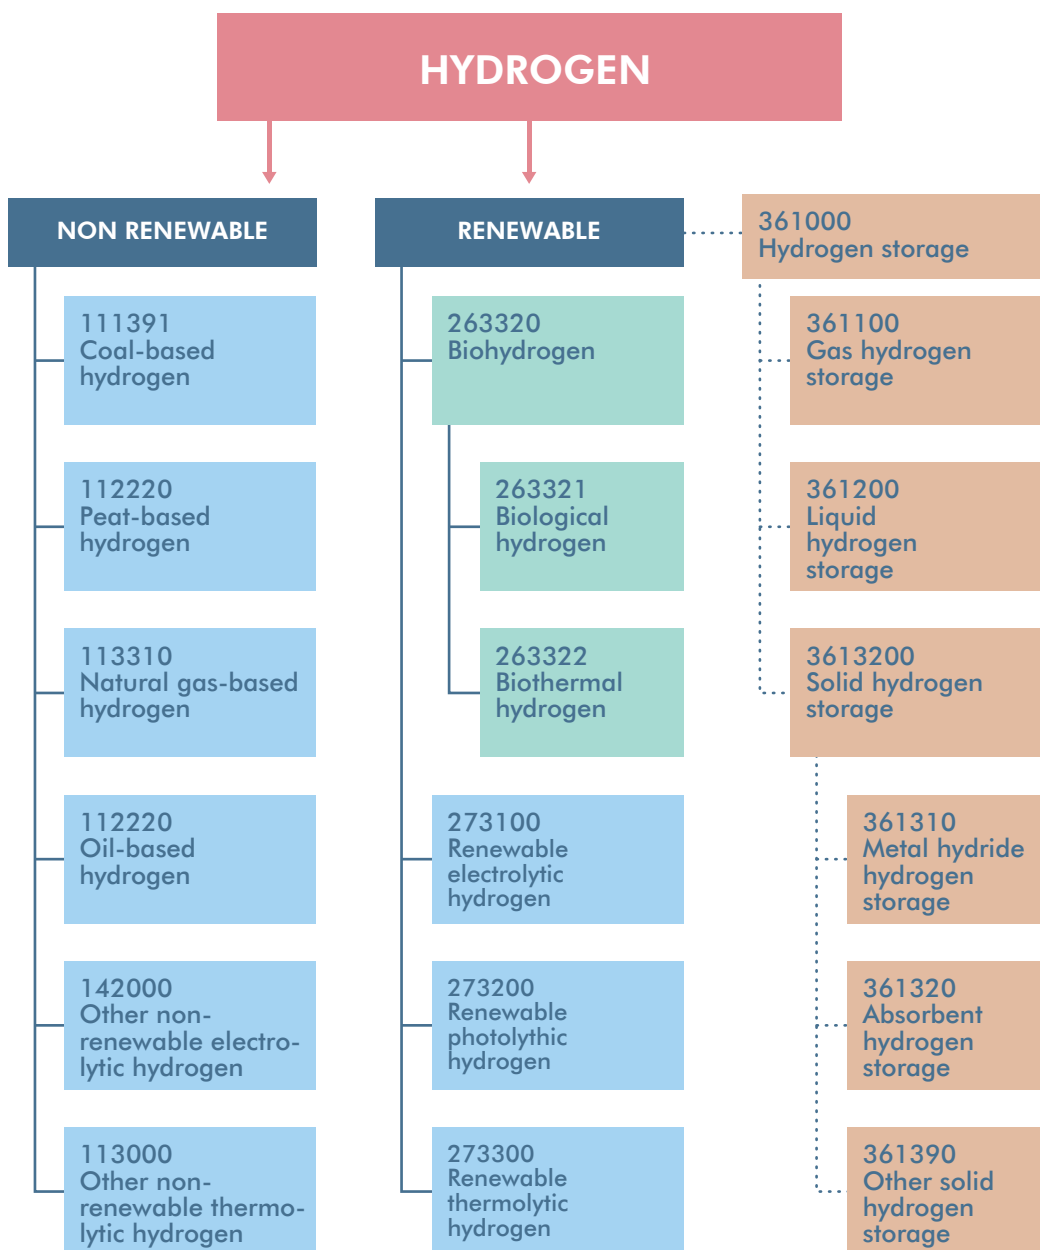 HYDROGEN
NON RENEWABLE
111391
Coal-based
hydrogen
112220
Peat-based
hydrogen
113310
Natural gas-based
hydrogen
112220
Oil-based
hydrogen
142000
Other non-
renewable electro-
lytic hydrogen
113000
Other non-
renewable thermo-
lytic hydrogen
RENEWABLE
263320
Biohydrogen
263321
Biological
hydrogen
263322
Biothermal
hydrogen
273100
Renewable
electrolytic
hydrogen
273200
Renewable
photolythic
hydrogen
273300
Renewable
thermolytic
hydrogen
361000
Hydrogen storage
361100
Gas hydrogen
storage
361200
Liquid
hydrogen
storage
3613200
Solid hydrogen
storage
361310
Metal hydride
hydrogen
storage
361320
Absorbent
hydrogen
storage
361390
Other solid
hydrogen
storage